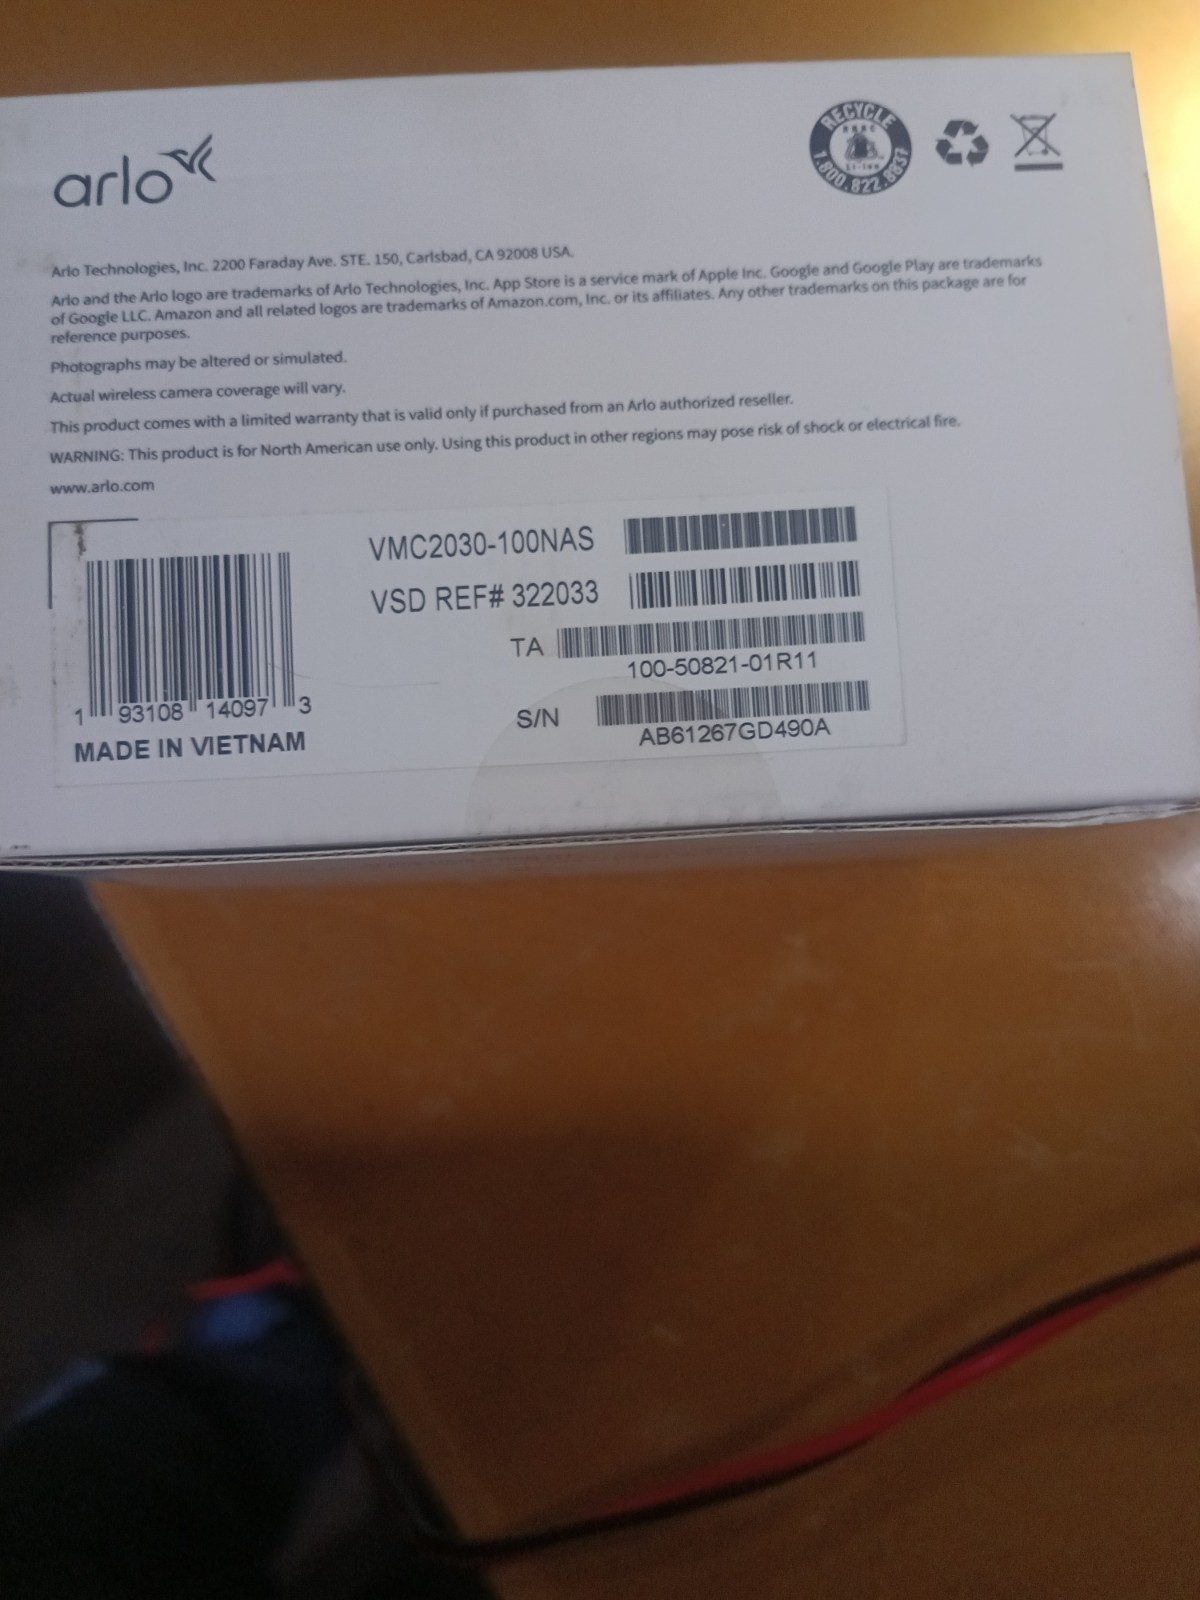 arlo
RECYCLE
RBRC
Li-ion
1.800.822.8837
Arlo Technologies, Inc. 2200 Faraday Ave. STE. 150, Carlsbad, CA 92008 USA.
Arlo and the Arlo logo are trademarks of Arlo Technologies, Inc. App Store is a service mark of Apple Inc. Google and Google Play are trademarks
of Google LLC. Amazon and all related logos are trademarks of Amazon.com, Inc. or its affiliates. Any other trademarks on this package are for
reference purposes.
Photographs may be altered or simulated.
Actual wireless camera coverage will vary.
This product comes with a limited warranty that is valid only if purchased from an Arlo authorized reseller.
WARNING: This product is for North American use only. Using this product in other regions may pose risk of shock or electrical fire.
www.arlo.com
VMC2030-100NAS
VSD REF# 322033
TA
100-50821-01R11
S/N
AB61267GD490A
1 93108 14097 3
MADE IN VIETNAM